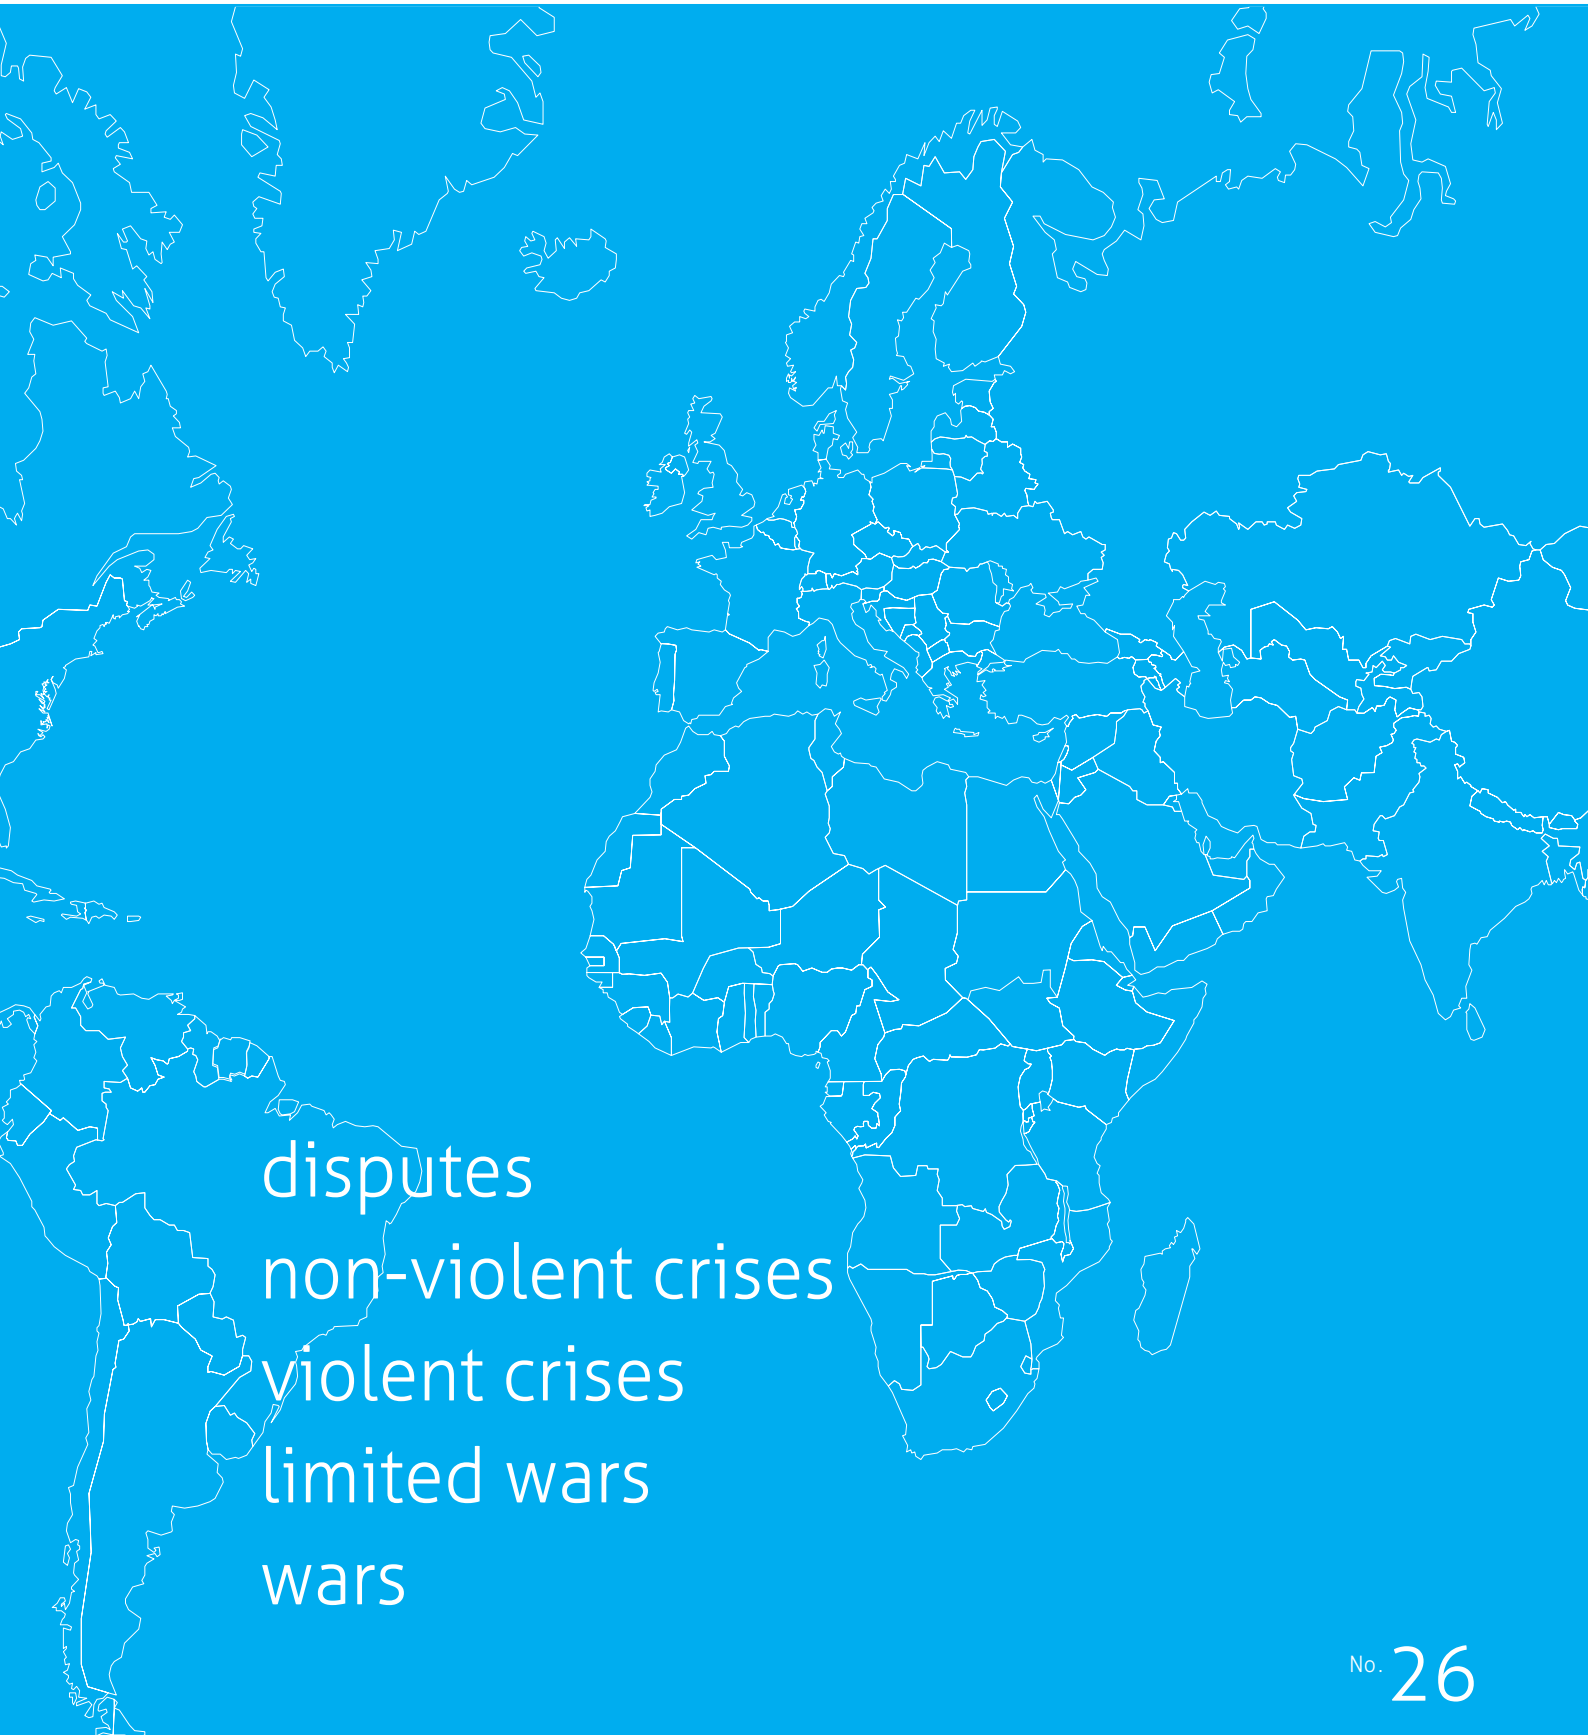 disputes
non-violent crises
violent crises
limited wars
wars
No. 26